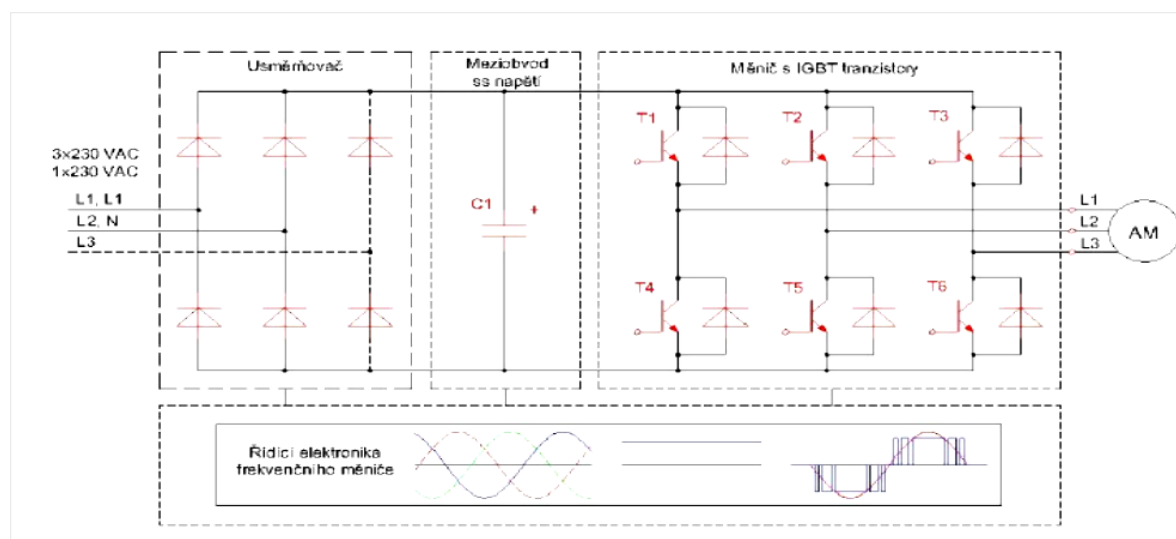 Usměrňovač
Meziobvod
ss napětí
Měnič s IGBT tranzistory
3×230 VAC
1×230 VAC
L1, L1
L2, N
L3
C1
+
T1
T2
T3
T4
T5
T6
L1
L2
L3
AM
Řídící elektronika
frekvenčního měniče